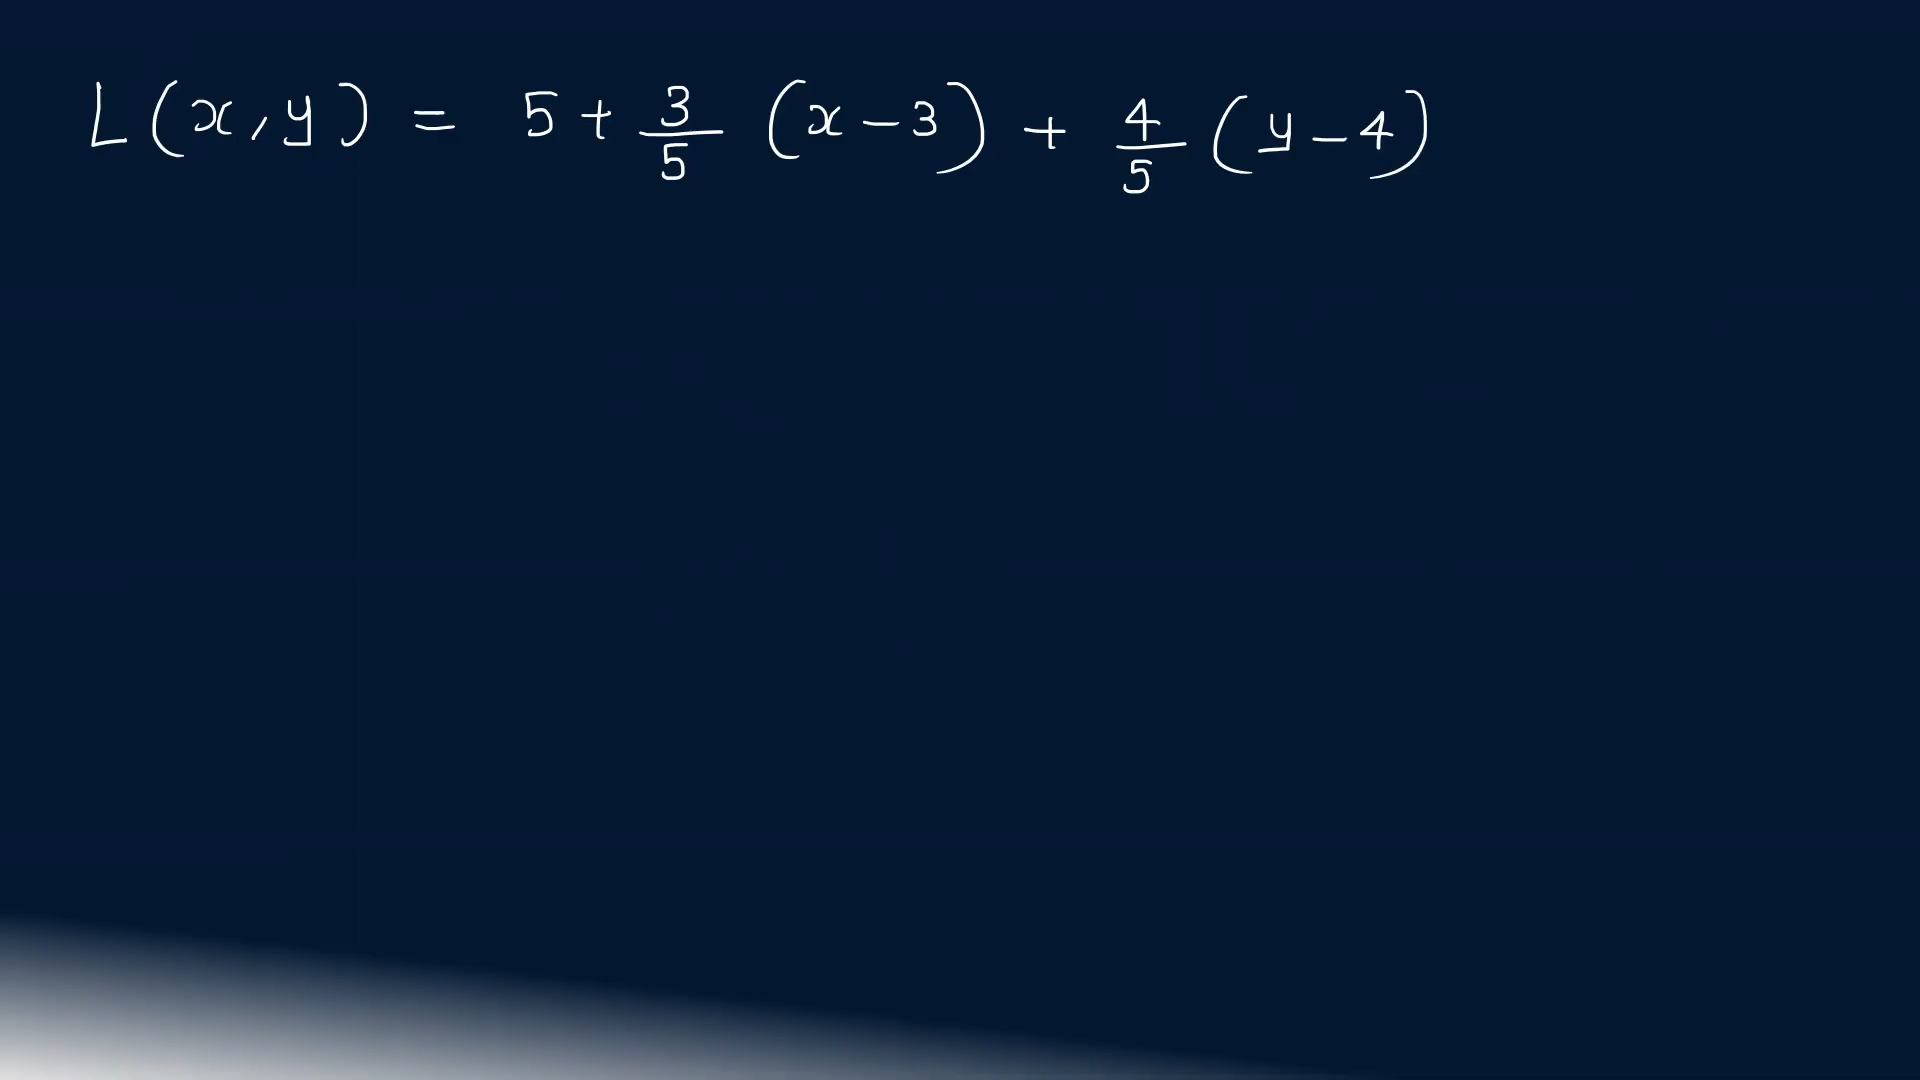 L(x,y) = 5 + 3/5 (x-3) + 4/5 (y-4)